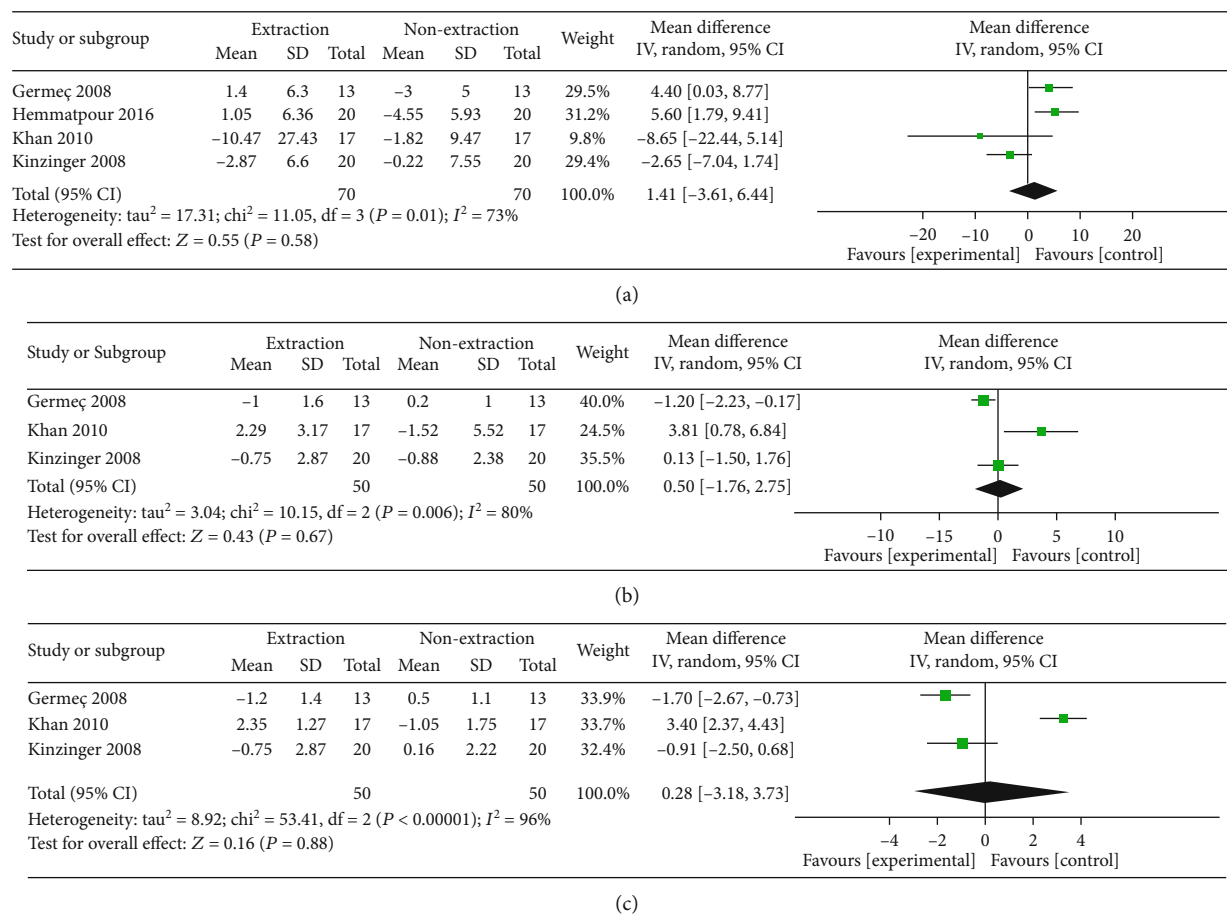 Study or subgroup Extraction Non-extraction Weight Mean difference Mean difference
Mean SD Total Mean SD Total IV, random, 95% CI IV, random, 95% CI
Germeç 2008 1.4 6.3 13 −3 5 13 29.5% 4.40 [0.03, 8.77]
Hemmatpour 2016 1.05 6.36 20 −4.55 5.93 20 31.2% 5.60 [1.79, 9.41]
Khan 2010 −10.47 27.43 17 −1.82 9.47 17 9.8% −8.65 [−22.44, 5.14]
Kinzinger 2008 −2.87 6.6 20 −0.22 7.55 20 29.4% −2.65 [−7.04, 1.74]
Total (95% CI) 70 70 100.0% 1.41 [−3.61, 6.44]
Heterogeneity: tau² = 17.31; chi² = 11.05, df = 3 (P = 0.01); I² = 73%
Test for overall effect: Z = 0.55 (P = 0.58)
−20 −10 0 10 20
Favours [experimental] Favours [control]
(a)
Study or Subgroup Extraction Non-extraction Weight Mean difference Mean difference
Mean SD Total Mean SD Total IV, random, 95% CI IV, random, 95% CI
Germeç 2008 −1 1.6 13 0.2 1 13 40.0% −1.20 [−2.23, −0.17]
Khan 2010 2.29 3.17 17 −1.52 5.52 17 24.5% 3.81 [0.78, 6.84]
Kinzinger 2008 −0.75 2.87 20 −0.88 2.38 20 35.5% 0.13 [−1.50, 1.76]
Total (95% CI) 50 50 100.0% 0.50 [−1.76, 2.75]
Heterogeneity: tau² = 3.04; chi² = 10.15, df = 2 (P = 0.006); I² = 80%
Test for overall effect: Z = 0.43 (P = 0.67)
−10 −15 0 5 10
Favours [experimental] Favours [control]
(b)
Study or subgroup Extraction Non-extraction Weight Mean difference Mean difference
Mean SD Total Mean SD Total IV, random, 95% CI IV, random, 95% CI
Germeç 2008 −1.2 1.4 13 0.5 1.1 13 33.9% −1.70 [−2.67, −0.73]
Khan 2010 2.35 1.27 17 −1.05 1.75 17 33.7% 3.40 [2.37, 4.43]
Kinzinger 2008 −0.75 2.87 20 0.16 2.22 20 32.4% −0.91 [−2.50, 0.68]
Total (95% CI) 50 50 100.0% 0.28 [−3.18, 3.73]
Heterogeneity: tau² = 8.92; chi² = 53.41, df = 2 (P < 0.00001); I² = 96%
Test for overall effect: Z = 0.16 (P = 0.88)
−4 −2 0 2 4
Favours [experimental] Favours [control]
(c)